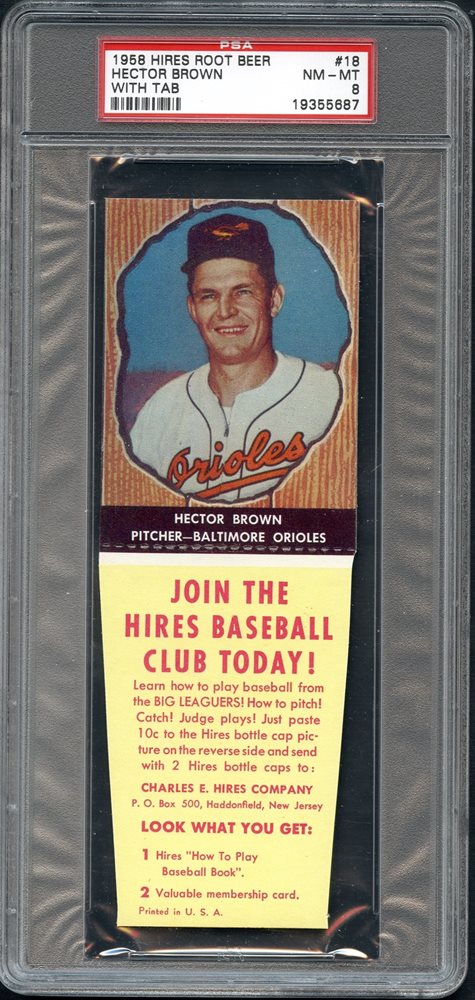 PSA
1958 HIRES ROOT BEER #18
HECTOR BROWN NM-MT
WITH TAB 8
19355687
Orioles
HECTOR BROWN
PITCHER—BALTIMORE ORIOLES
JOIN THE
HIRES BASEBALL
CLUB TODAY!
Learn how to play baseball from
the BIG LEAGUERS! How to pitch!
Catch! Judge plays! Just paste
10c to the Hires bottle cap pic-
ture on the reverse side and send
with 2 Hires bottle caps to:
CHARLES E. HIRES COMPANY
P. O. Box 500, Haddonfield, New Jersey
LOOK WHAT YOU GET:
1 Hires "How To Play
Baseball Book".
2 Valuable membership card.
Printed in U. S. A.